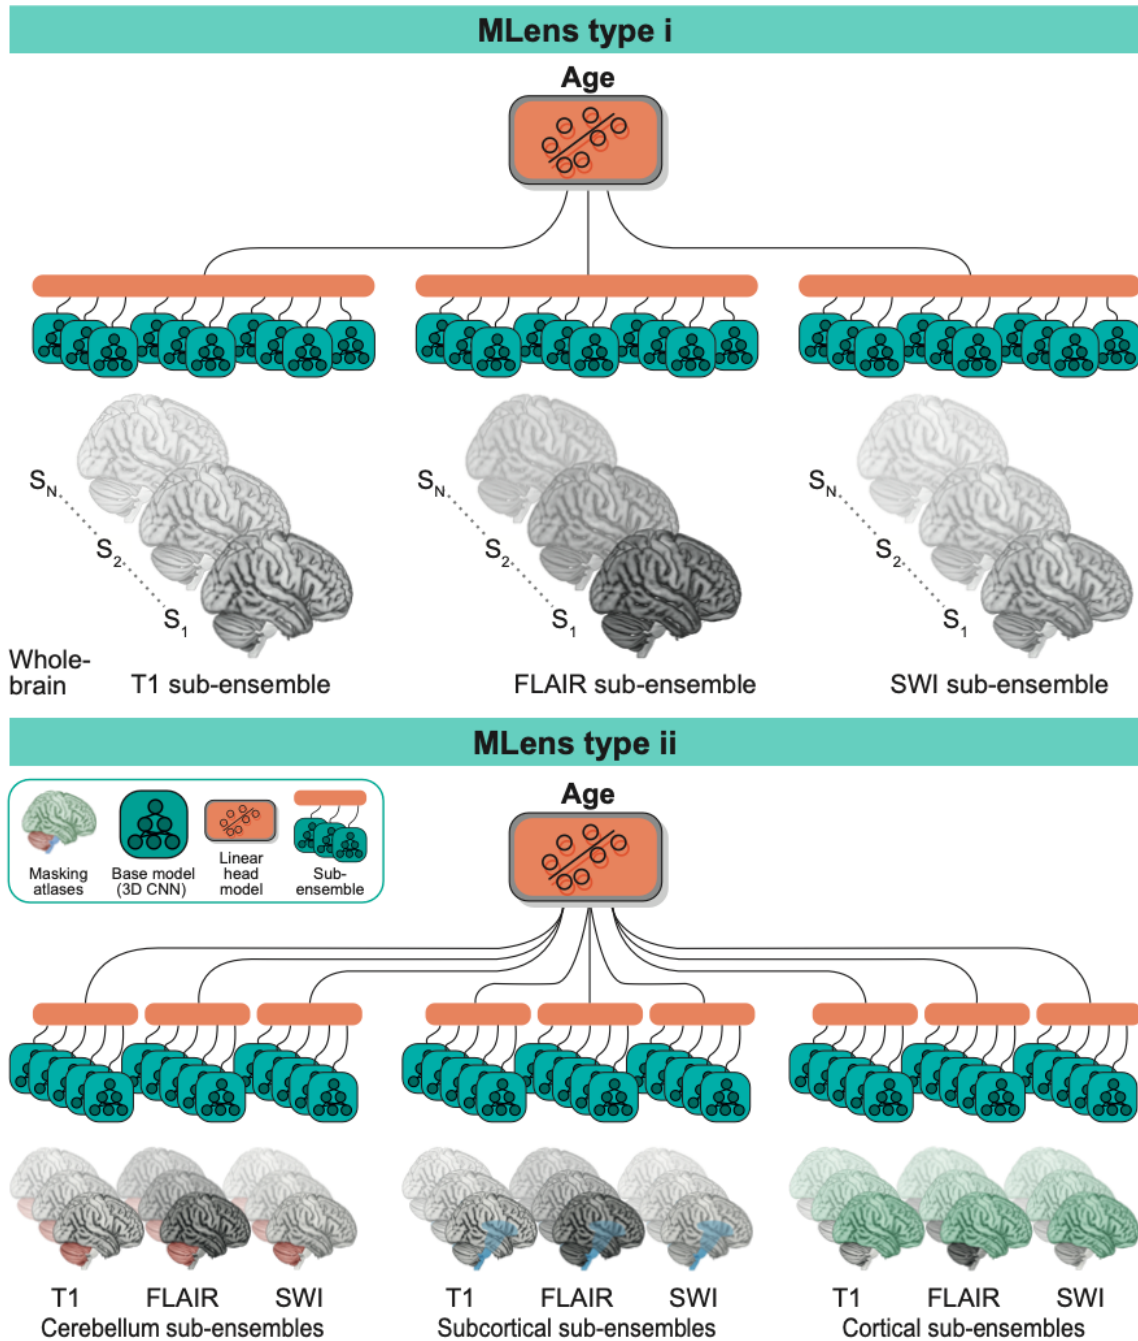 MLens type i
Age
S_N
S_2
S_1
S_N
S_2
S_1
S_N
S_2
S_1
Whole-
brain
T1 sub-ensemble
FLAIR sub-ensemble
SWI sub-ensemble
MLens type ii
Masking
atlases
Base model
(3D CNN)
Linear
head
model
Sub-
ensemble
Age
T1 FLAIR SWI
Cerebellum sub-ensembles
T1 FLAIR SWI
Subcortical sub-ensembles
T1 FLAIR SWI
Cortical sub-ensembles